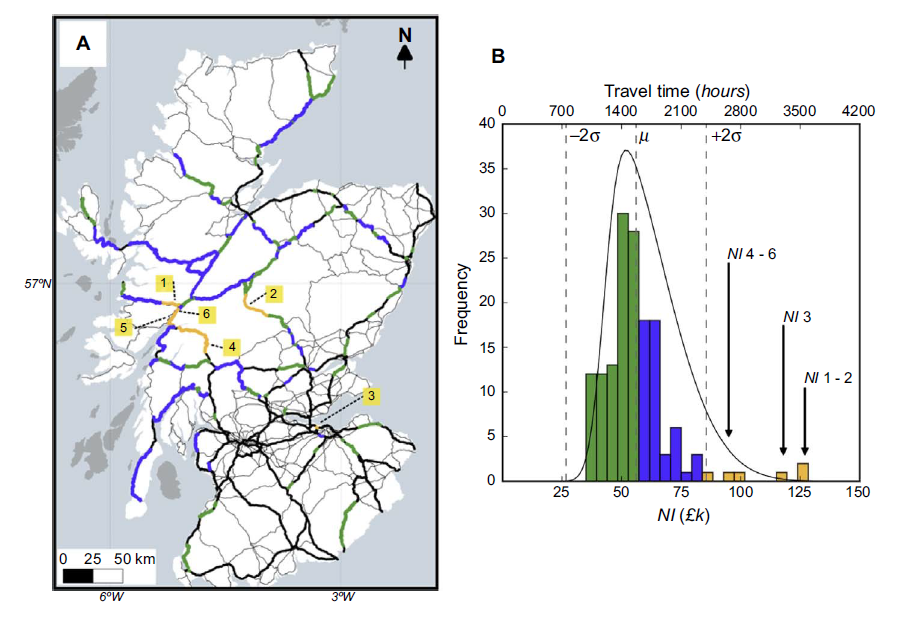 A
N
57°N
1
2
6
5
4
3
0 25 50 km
6°W
3°W
B
Travel time (hours)
0 700 1400 2100 2800 3500 4200
40
35
30
25
20
15
10
5
0
Frequency
−2σ
μ
+2σ
NI 4 - 6
NI 3
NI 1 - 2
25 50 75 100 125 150
NI (£k)